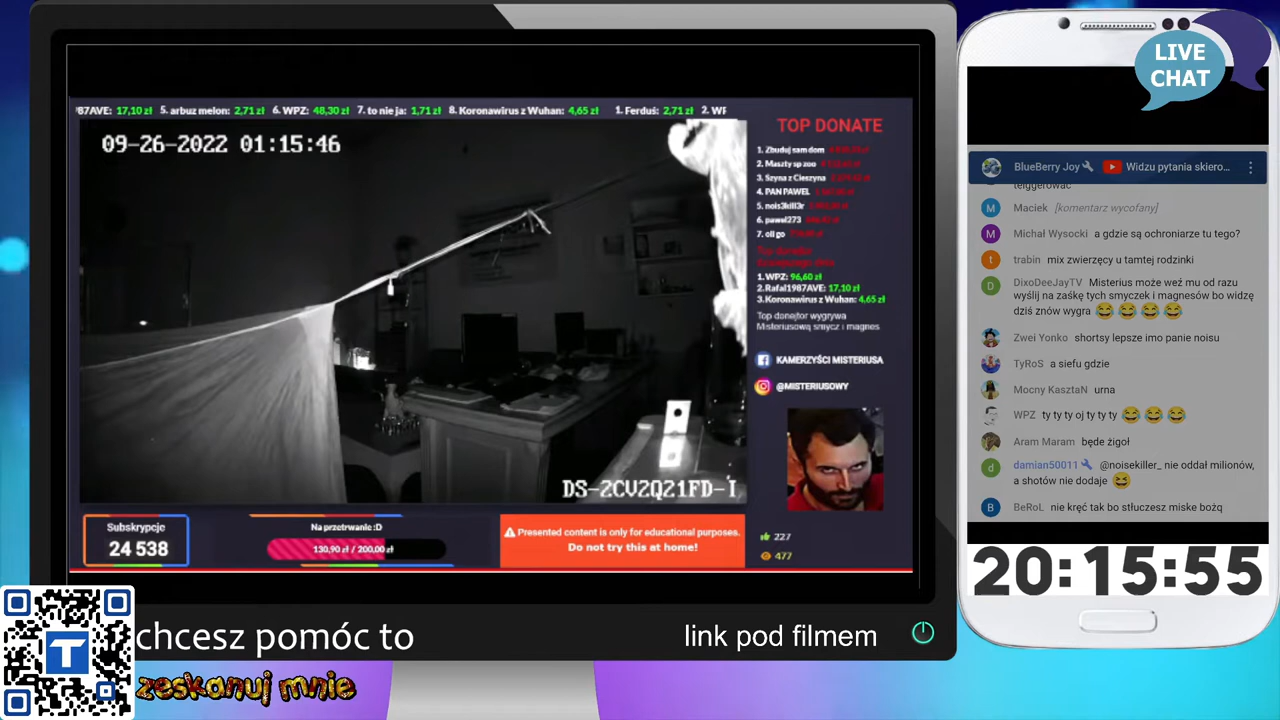 '87AVE: 17,10 zł 5. arbuz melon: 2,71 zł 6. WPZ: 48,30 zł 7. to nie ja: 1,71 zł 8. Koronawirus z Wuhan: 4,65 zł 1. Ferduś: 2,71 zł 2. WF
09-26-2022 01:15:46
DS-2CV2Q21FD-I
TOP DONATE
1. Zbuduj sam dom
2. Maszty sp zoo
3. Szyna z Cieszyna
4. PAN PAWEL
5. nois3kill3r
6. pawel273
7. oli go
1.WPZ: 96,60 zł
2.Rafal1987AVE: 17,10 zł
3.Koronawirus z Wuhan: 4,65 zł
Top donejtor wygrywa
Misteriusową smycz i magnes
KAMERZYŚCI MISTERIUSA
@MISTERIUSOWY
Subskrypcje
24 538
Na przetrwanie :D
130,90 zł / 200,00 zł
Presented content is only for educational purposes.
Do not try this at home!
227
477
chcesz pomóc to
zeskanuj mnie
link pod filmem
T
LIVE
CHAT
BlueBerry Joy Widzu pytania skiero...
teiggerować
Maciek [komentarz wycofany]
Michał Wysocki a gdzie są ochroniarze tu tego?
trabin mix zwierzęcy u tamtej rodzinki
DixoDeeJayTV Misterius może weź mu od razu
wyślij na zaśkę tych smyczek i magnesów bo widzę
dziś znów wygra 😂😂😂😂
Zwei Yonko shortsy lepsze imo panie noisu
TyRoS a siefu gdzie
Mocny KasztaN urna
WPZ ty ty ty oj ty ty ty 😂😂😂
Aram Maram będe żigoł
damian50011 @noisekiller_ nie oddał milionów,
a shotów nie dodaje 😆
BeRoL nie kręć tak bo stłuczesz miske bożą
20:15:55